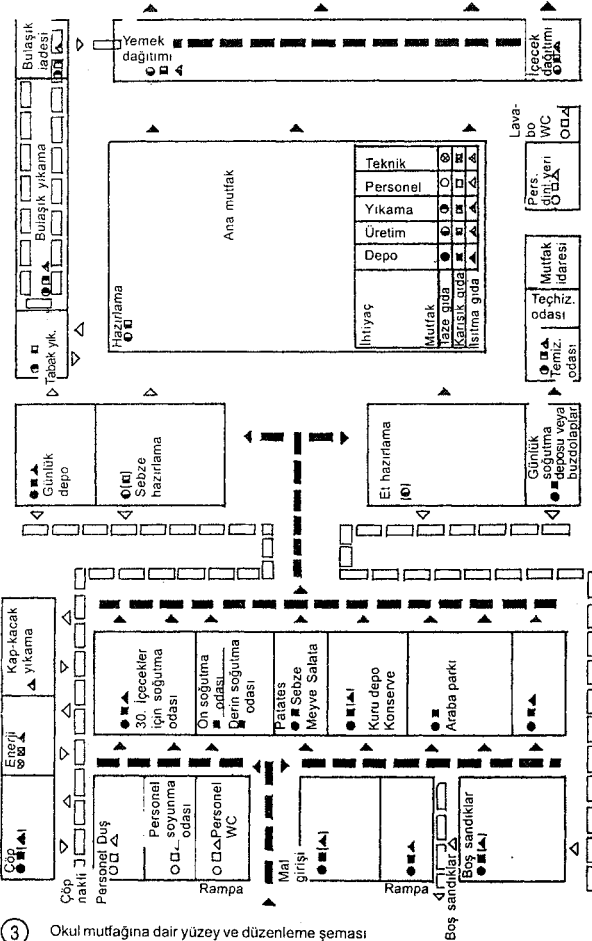 Bulaşık
iadesi
Yemek
dağıtımı
İçecek
dağıtımı
Bulaşık yıkama
Tabak yık.
Hazırlama
Ana mutfak
Teknik
Personel
Yıkama
Üretim
Depo
İhtiyaç
Mutfak
Taze gıda
Karışık gıda
Isıtma gıda
Lava-
bo
WC
Pers.
dinl.yeri
Mutfak
idaresi
Teçhiz.
odası
Temiz.
odası
Günlük
depo
Sebze
hazırlama
Et hazırlama
Günlük
soğutma
deposu veya
buzdolaplar
Kap-kacak
yıkama
Enerji
Çöp
Çöp
nakli
30. İçecekler
için soğutma
odası
Ön soğutma
odası
Derin soğutma
odası
Patates
Sebze
Meyve Salata
Kuru depo
Konserve
Araba parkı
Personel Duş
Personel
soyunma
odası
Personel
WC
Rampa
Mal
girişi
Rampa
Boş sandıklar
Boş sandıklar
3 Okul mutfağına dair yüzey ve düzenleme şeması